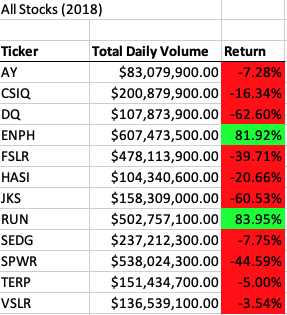 All Stocks (2018)
Ticker Total Daily Volume Return
AY $83,079,900.00 -7.28%
CSIQ $200,879,900.00 -16.34%
DQ $107,873,900.00 -62.60%
ENPH $607,473,500.00 81.92%
FSLR $478,113,900.00 -39.71%
HASI $104,340,600.00 -20.66%
JKS $158,309,000.00 -60.53%
RUN $502,757,100.00 83.95%
SEDG $237,212,300.00 -7.75%
SPWR $538,024,300.00 -44.59%
TERP $151,434,700.00 -5.00%
VSLR $136,539,100.00 -3.54%